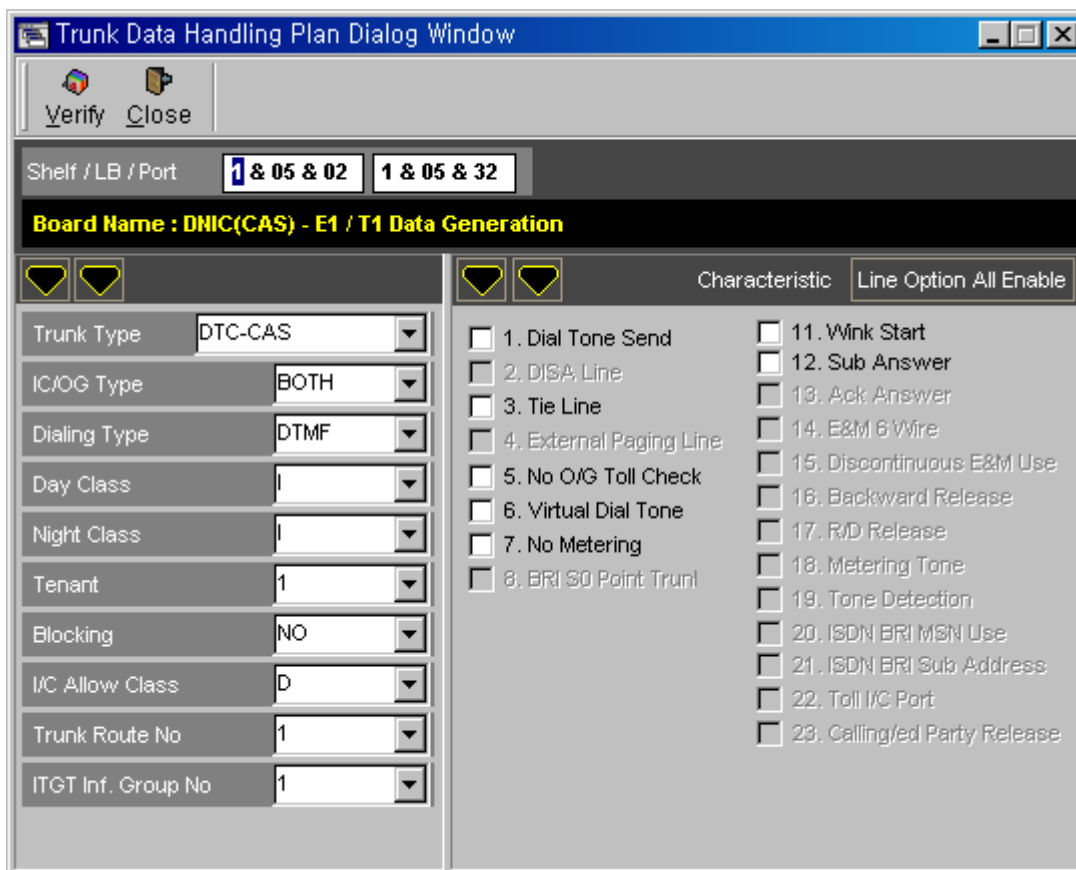 Trunk Data Handling Plan Dialog Window
Verify Close
Shelf / LB / Port 1 & 05 & 02 1 & 05 & 32
Board Name : DNIC(CAS) - E1 / T1 Data Generation
Characteristic Line Option All Enable
Trunk Type DTC-CAS
IC/OG Type BOTH
Dialing Type DTMF
Day Class I
Night Class I
Tenant 1
Blocking NO
I/C Allow Class D
Trunk Route No 1
ITGT Inf. Group No 1
1. Dial Tone Send
2. DISA Line
3. Tie Line
4. External Paging Line
5. No O/G Toll Check
6. Virtual Dial Tone
7. No Metering
8. BRI S0 Point Trunl
11. Wink Start
12. Sub Answer
13. Ack Answer
14. E&M 6 Wire
15. Discontinuous E&M Use
16. Backward Release
17. R/D Release
18. Metering Tone
19. Tone Detection
20. ISDN BRI MSN Use
21. ISDN BRI Sub Address
22. Toll I/C Port
23. Calling/ed Party Release